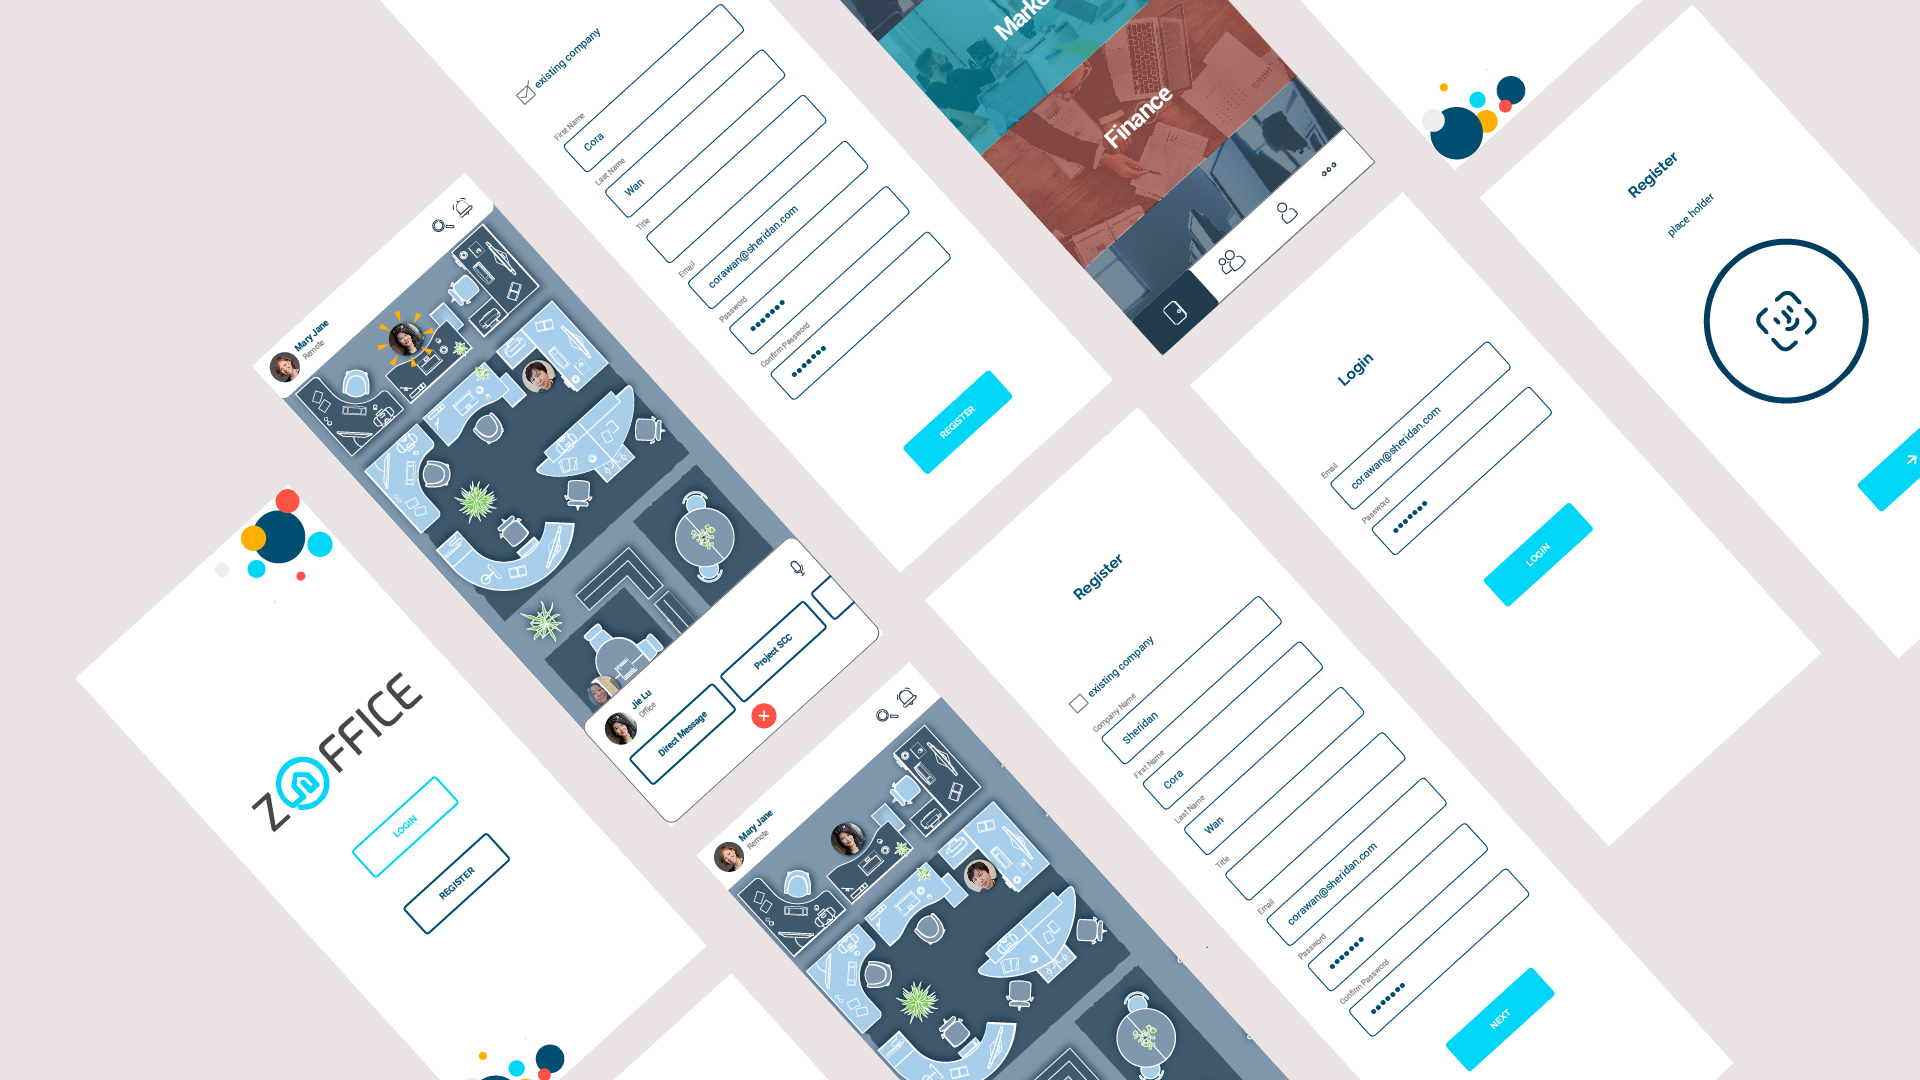 existing company
First Name
Cora
Last Name
Wan
Title
Email
corawan@sheridan.com
Password
Confirm Password
REGISTER
Finance
Register
place holder
Login
Email
corawan@sheridan.com
Password
LOGIN
Mary Jane
Remote
Jie Lu
Office
Direct Message
Project SCC
ZOFFICE
LOGIN
REGISTER
Mary Jane
Remote
Register
existing company
Company Name
Sheridan
First Name
Cora
Last Name
Wan
Title
Email
corawan@sheridan.com
Password
Confirm Password
NEXT